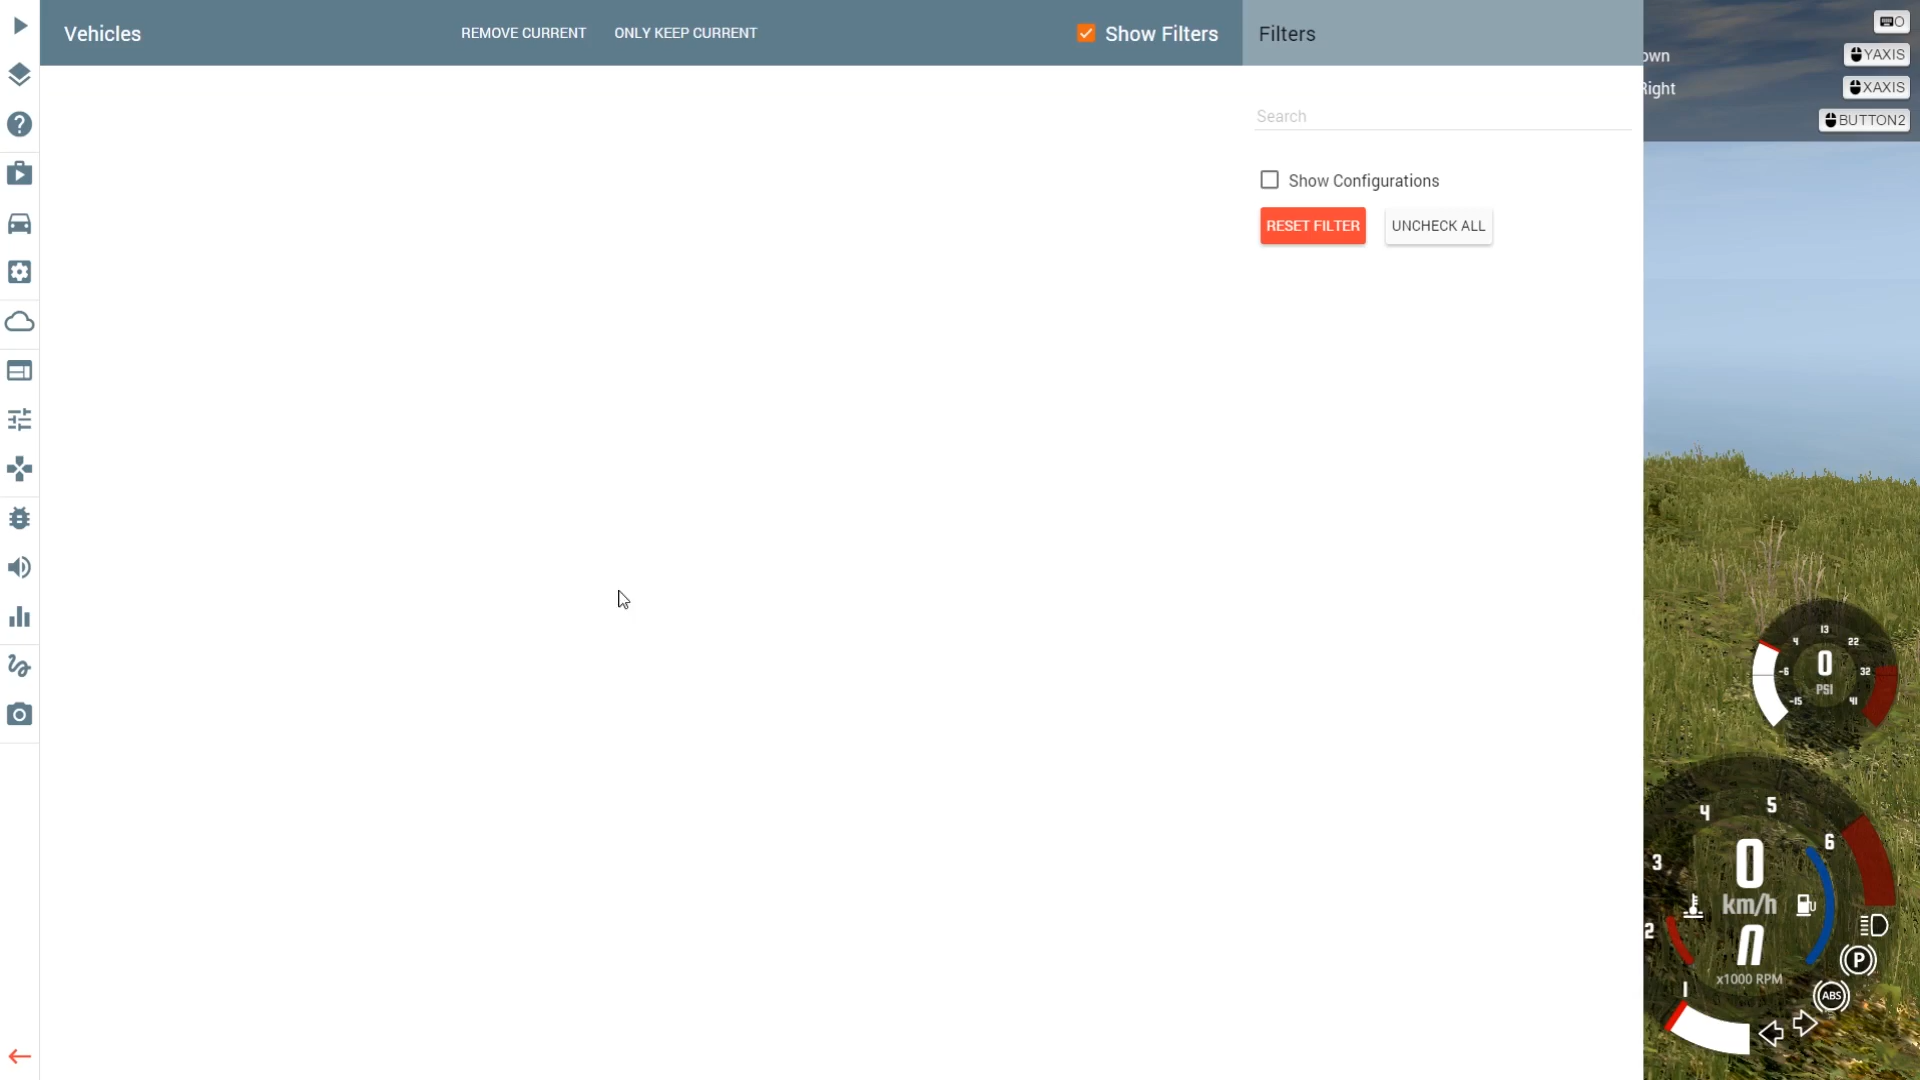 Vehicles
REMOVE CURRENT
ONLY KEEP CURRENT
Show Filters
Filters
O
own
YAXIS
Right
XAXIS
BUTTON2
Search
Show Configurations
RESET FILTER
UNCHECK ALL
13
4
22
-6
0
32
PSI
-15
41
5
4
6
3
0
km/h
2
n
P
x1000 RPM
1
ABS